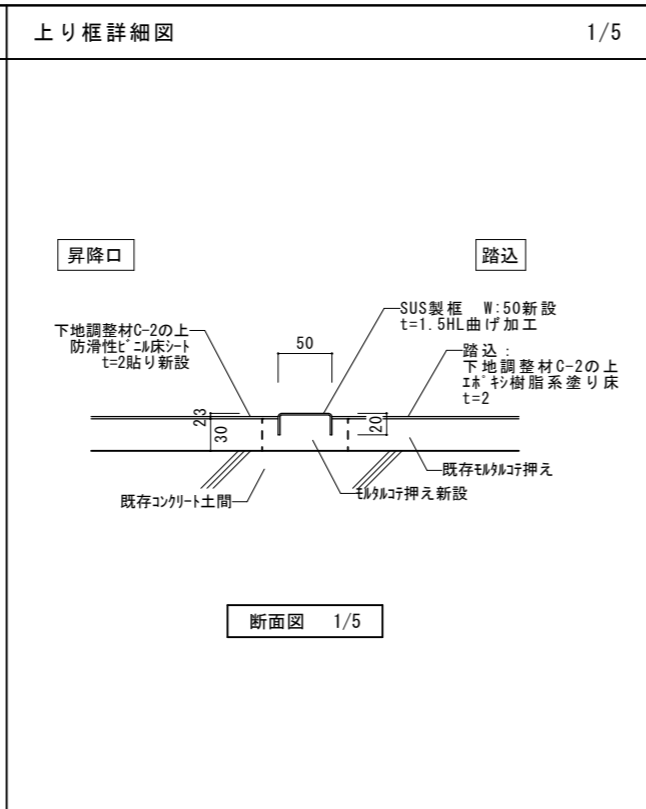 上り框詳細図 1/5
昇降口
踏込
SUS製框 W:50新設
t=1.5HL曲げ加工
下地調整材C-2の上
防滑性ﾋﾞﾆﾙ床ｼｰﾄ
t=2貼り新設
50
踏込：
下地調整材C-2の上
ｴﾎﾟｷｼ樹脂系塗り床
t=2
23
30
20
既存ﾓﾙﾀﾙｺﾃ押え
既存ｺﾝｸﾘｰﾄ土間
ﾓﾙﾀﾙｺﾃ押え新設
断面図 1/5